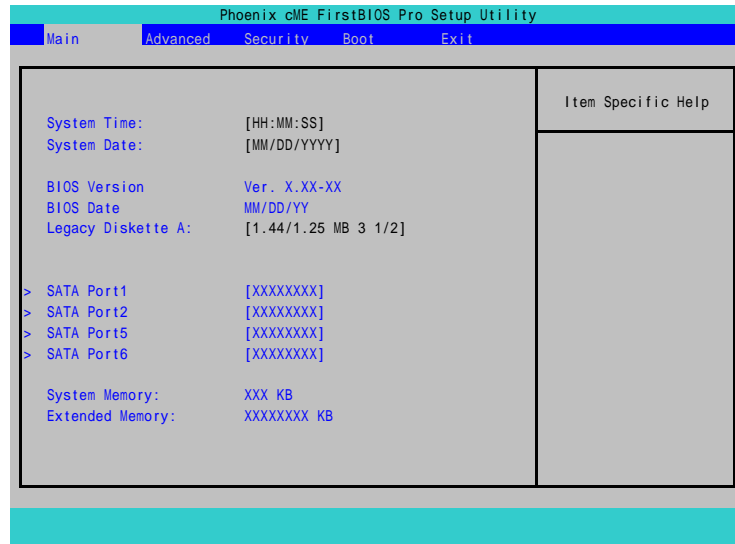 Phoenix cME FirstBIOS Pro Setup Utility
Main Advanced Security Boot Exit
Item Specific Help
System Time: [HH:MM:SS]
System Date: [MM/DD/YYYY]
BIOS Version Ver. X.XX-XX
BIOS Date MM/DD/YY
Legacy Diskette A: [1.44/1.25 MB 3 1/2]
> SATA Port1 [XXXXXXXX]
> SATA Port2 [XXXXXXXX]
> SATA Port5 [XXXXXXXX]
> SATA Port6 [XXXXXXXX]
System Memory: XXX KB
Extended Memory: XXXXXXXX KB